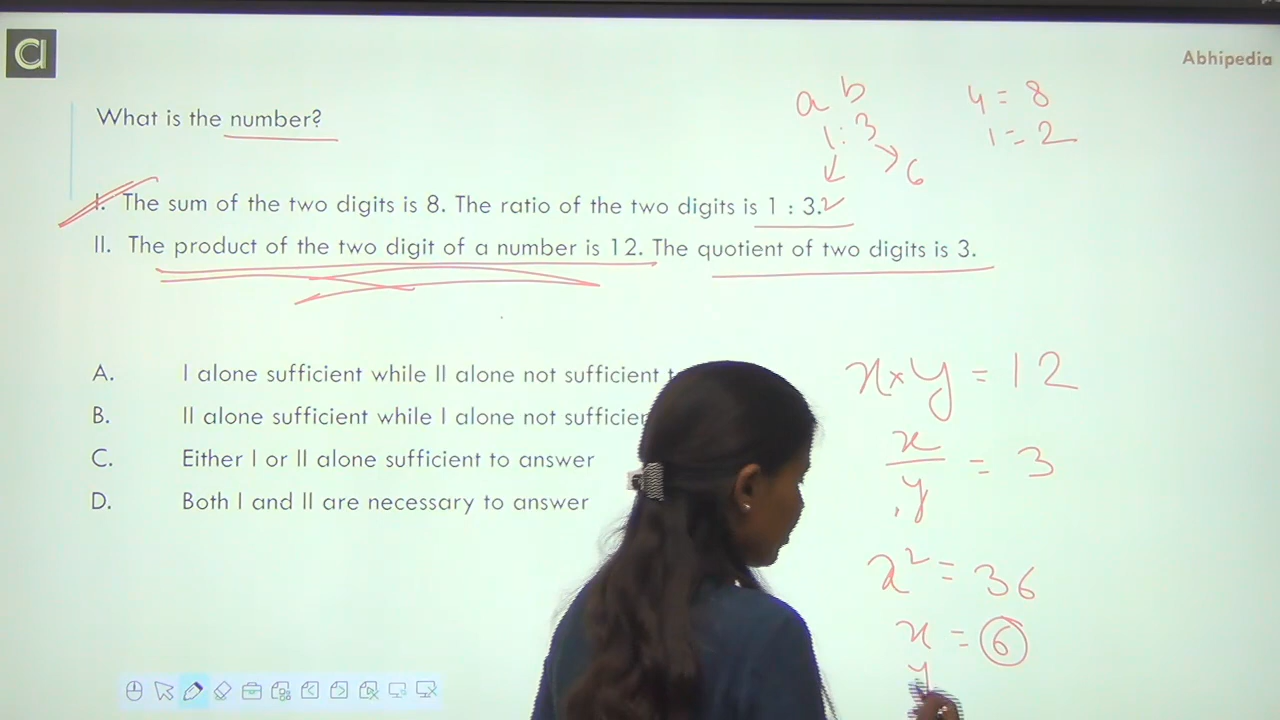 Abhipedia
What is the number?
a b
1 : 3
6
4 = 8
1 = 2
I. The sum of the two digits is 8. The ratio of the two digits is 1 : 3. 2
II. The product of the two digit of a number is 12. The quotient of two digits is 3.
A. I alone sufficient while II alone not sufficient
B. II alone sufficient while I alone not
C. Either I or II alone sufficient to answer
D. Both I and II are necessary to answer
x × y = 12
x/y = 3
x² = 36
x = 6
y